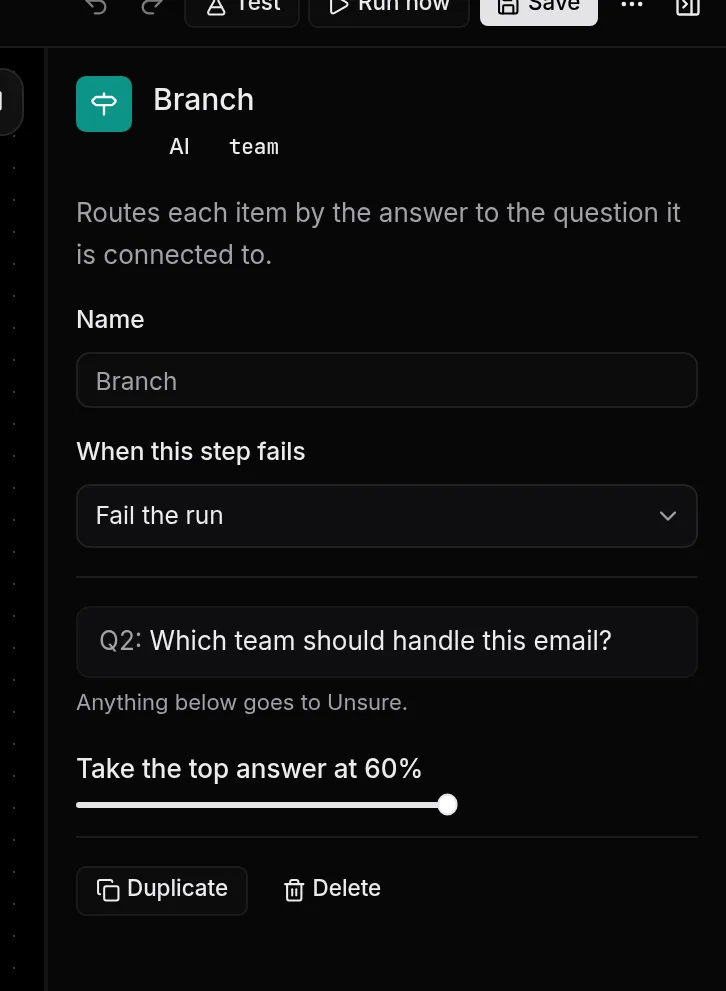 Test
Run now
Save
Branch
AI team
Routes each item by the answer to the question it
is connected to.
Name
Branch
When this step fails
Fail the run
Q2: Which team should handle this email?
Anything below goes to Unsure.
Take the top answer at 60%
Duplicate
Delete